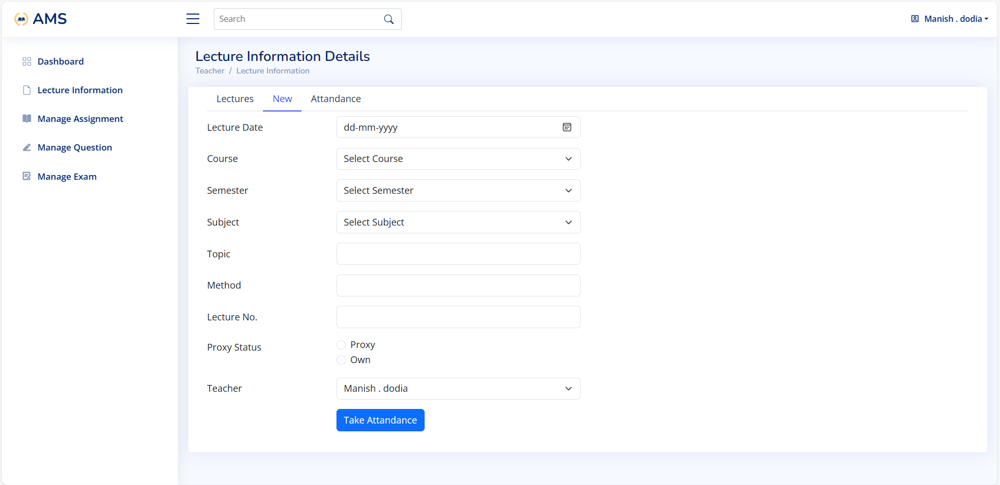 AMS
Search
Manish . dodia
Dashboard
Lecture Information
Manage Assignment
Manage Question
Manage Exam
Lecture Information Details
Teacher / Lecture Information
Lectures New Attandance
Lecture Date dd-mm-yyyy
Course Select Course
Semester Select Semester
Subject Select Subject
Topic
Method
Lecture No.
Proxy Status Proxy
Own
Teacher Manish . dodia
Take Attandance